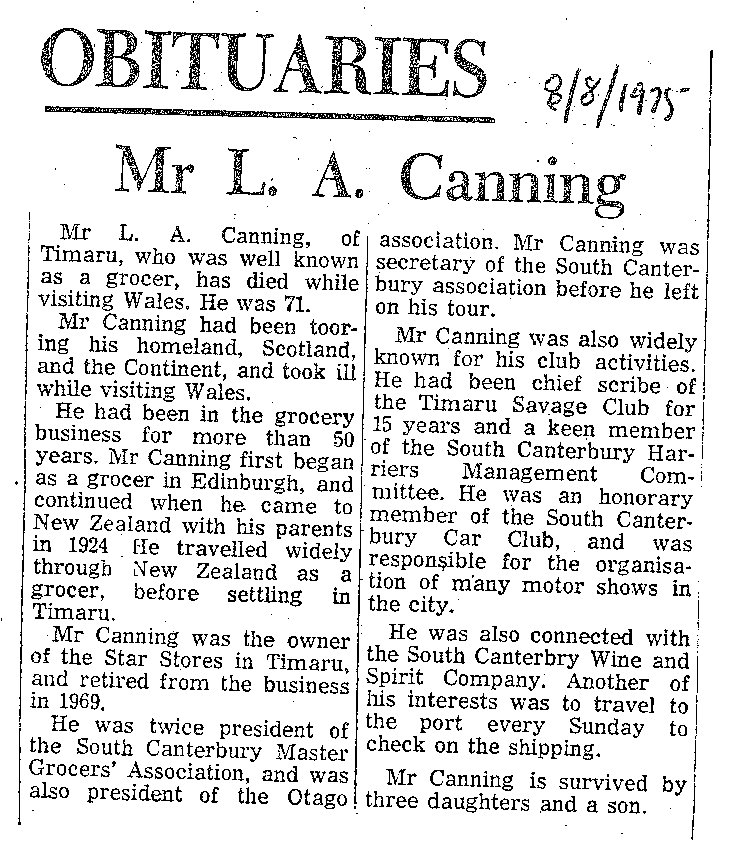 OBITUARIES
8/8/1975
Mr L. A. Canning
Mr L. A. Canning, of
Timaru, who was well known
as a grocer, has died while
visiting Wales. He was 71.
Mr Canning had been toor-
ing his homeland, Scotland,
and the Continent, and took ill
while visiting Wales.
He had been in the grocery
business for more than 50
years. Mr Canning first began
as a grocer in Edinburgh, and
continued when he came to
New Zealand with his parents
in 1924 He travelled widely
through New Zealand as a
grocer, before settling in
Timaru.
Mr Canning was the owner
of the Star Stores in Timaru,
and retired from the business
in 1969.
He was twice president of
the South Canterbury Master
Grocers' Association, and was
also president of the Otago
association. Mr Canning was
secretary of the South Canter-
bury association before he left
on his tour.
Mr Canning was also widely
known for his club activities.
He had been chief scribe of
the Timaru Savage Club for
15 years and a keen member
of the South Canterbury Har-
riers Management Com-
mittee. He was an honorary
member of the South Canter-
bury Car Club, and was
responsible for the organisa-
tion of many motor shows in
the city.
He was also connected with
the South Canterbry Wine and
Spirit Company. Another of
his interests was to travel to
the port every Sunday to
check on the shipping.
Mr Canning is survived by
three daughters and a son.